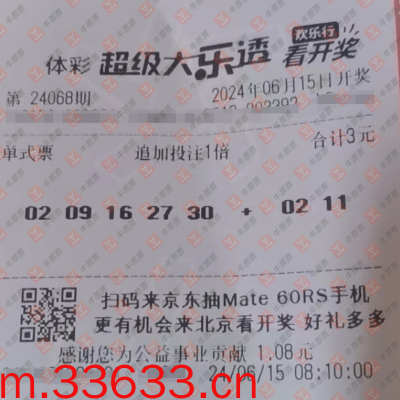 体彩 超级大乐透 欢乐行 看开奖
第 24068期 2024年06月15日开奖
合计3元
单式票 追加投注1倍
02 09 16 27 30 + 02 11
扫码来京东抽Mate 60RS手机
更有机会来北京看开奖 好礼多多
感谢您为公益事业贡献 1.08元
24/06/15 08:10:00
m.33633.cn